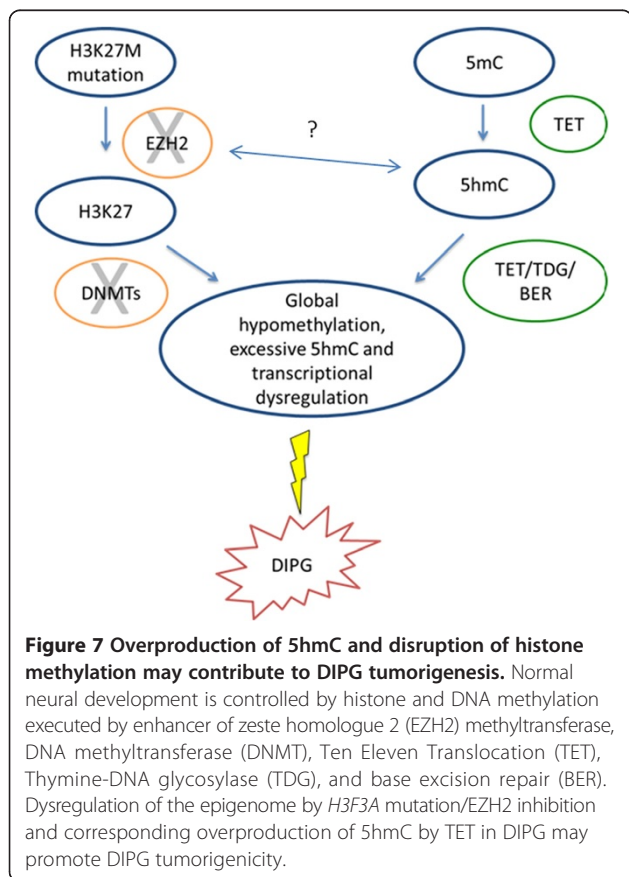 H3K27M
mutation
5mC
TET
?
EZH2
5hmC
H3K27
DNMTs
TET/TDG/
BER
Global
hypomethylation,
excessive 5hmC and
transcriptional
dysregulation
DIPG
Figure 7 Overproduction of 5hmC and disruption of histone
methylation may contribute to DIPG tumorigenesis. Normal
neural development is controlled by histone and DNA methylation
executed by enhancer of zeste homologue 2 (EZH2) methyltransferase,
DNA methyltransferase (DNMT), Ten Eleven Translocation (TET),
Thymine-DNA glycosylase (TDG), and base excision repair (BER).
Dysregulation of the epigenome by H3F3A mutation/EZH2 inhibition
and corresponding overproduction of 5hmC by TET in DIPG may
promote DIPG tumorigenicity.